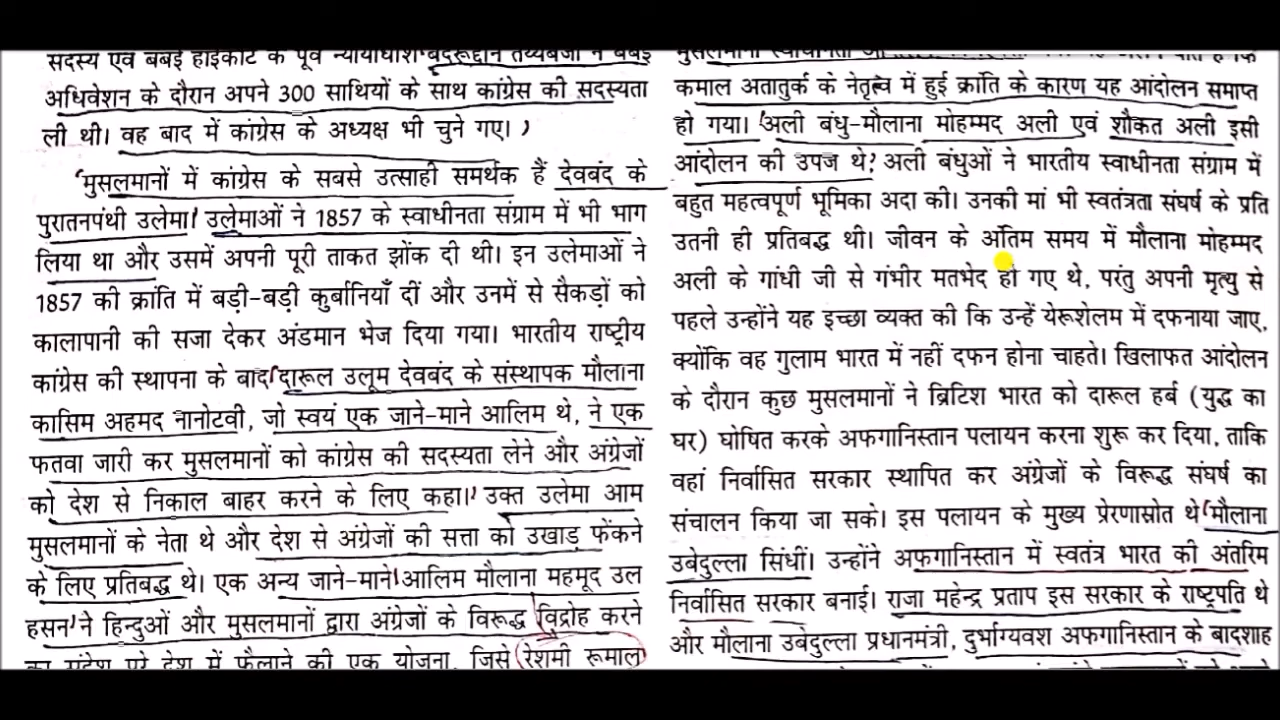 सदस्य एवं बंबई हाईकोर्ट के पूर्व न्यायाधीश बदरूद्दीन तय्यबजी ने बंबई
अधिवेशन के दौरान अपने 300 साथियों के साथ कांग्रेस की सदस्यता
ली थी। वह बाद में कांग्रेस के अध्यक्ष भी चुने गए।
मुसलमानों में कांग्रेस के सबसे उत्साही समर्थक हैं देवबंद के
पुरातनपंथी उलेमा। उलेमाओं ने 1857 के स्वाधीनता संग्राम में भी भाग
लिया था और उसमें अपनी पूरी ताकत झोंक दी थी। इन उलेमाओं ने
1857 की क्रांति में बड़ी-बड़ी कुर्बानियाँ दीं और उनमें से सैकड़ों को
कालापानी की सजा देकर अंडमान भेज दिया गया। भारतीय राष्ट्रीय
कांग्रेस की स्थापना के बाद दारूल उलूम देवबंद के संस्थापक मौलाना
कासिम अहमद नानोटवी, जो स्वयं एक जाने-माने आलिम थे, ने एक
फतवा जारी कर मुसलमानों को कांग्रेस की सदस्यता लेने और अंग्रेजों
को देश से निकाल बाहर करने के लिए कहा। उक्त उलेमा आम
मुसलमानों के नेता थे और देश से अंग्रेजों की सत्ता को उखाड़ फेंकने
के लिए प्रतिबद्ध थे। एक अन्य जाने-माने आलिम मौलाना महमूद उल
हसन ने हिन्दुओं और मुसलमानों द्वारा अंग्रेजों के विरूद्ध विद्रोह करने
का संदेश पूरे देश में फैलाने की एक योजना, जिसे रेशमी रूमाल
मुसलमानों स्वाधीनता
कमाल अतातुर्क के नेतृत्व में हुई क्रांति के कारण यह आंदोलन समाप्त
हो गया। अली बंधु-मौलाना मोहम्मद अली एवं शौकत अली इसी
आंदोलन की उपज थे? अली बंधुओं ने भारतीय स्वाधीनता संग्राम में
बहुत महत्वपूर्ण भूमिका अदा की। उनकी मां भी स्वतंत्रता संघर्ष के प्रति
उतनी ही प्रतिबद्ध थी। जीवन के अंतिम समय में मौलाना मोहम्मद
अली के गांधी जी से गंभीर मतभेद हो गए थे, परंतु अपनी मृत्यु से
पहले उन्होंने यह इच्छा व्यक्त की कि उन्हें येरूशेलम में दफनाया जाए,
क्योंकि वह गुलाम भारत में नहीं दफन होना चाहते। खिलाफत आंदोलन
के दौरान कुछ मुसलमानों ने ब्रिटिश भारत को दारूल हर्ब (युद्ध का
घर) घोषित करके अफगानिस्तान पलायन करना शुरू कर दिया, ताकि
वहां निर्वासित सरकार स्थापित कर अंग्रेजों के विरूद्ध संघर्ष का
संचालन किया जा सके। इस पलायन के मुख्य प्रेरणास्रोत थे मौलाना
उबेदुल्ला सिंधीं। उन्होंने अफगानिस्तान में स्वतंत्र भारत की अंतरिम
निर्वासित सरकार बनाई। राजा महेन्द्र प्रताप इस सरकार के राष्ट्रपति थे
और मौलाना उबेदुल्ला प्रधानमंत्री, दुर्भाग्यवश अफगानिस्तान के बादशाह